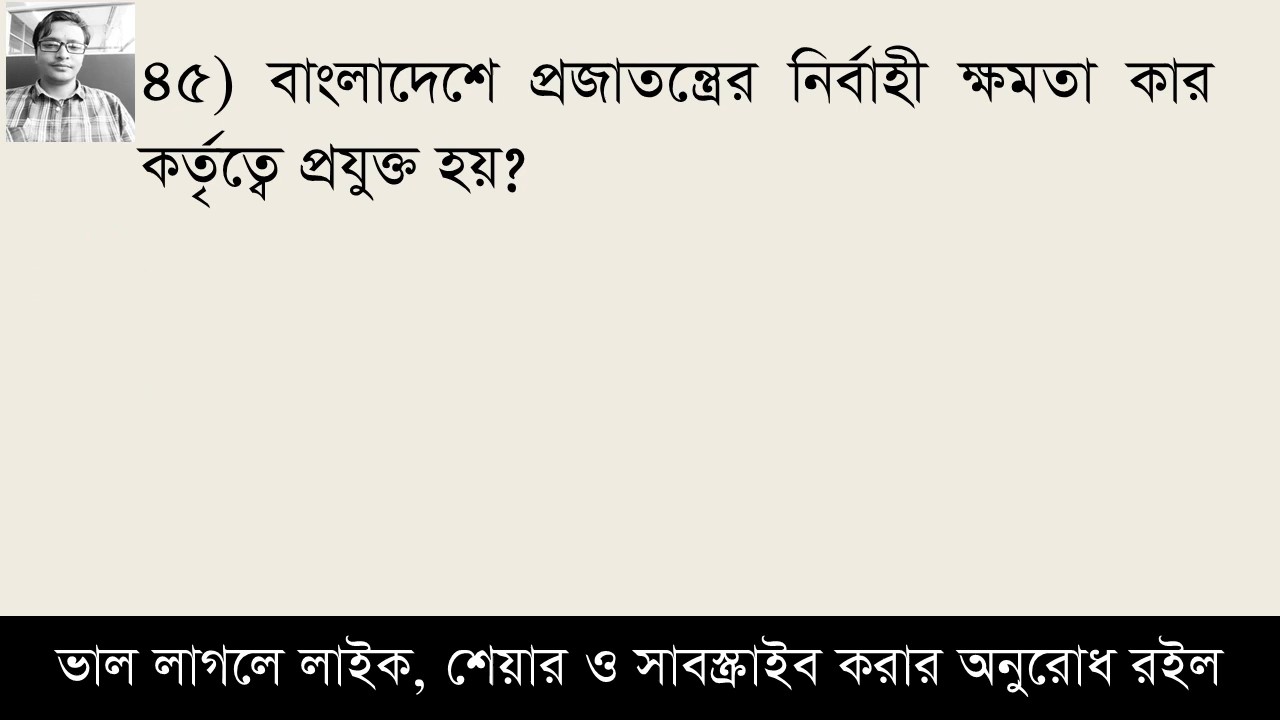 ৪৫) বাংলাদেশে প্রজাতন্ত্রের নির্বাহী ক্ষমতা কার
কর্তৃত্বে প্রযুক্ত হয়?
ভাল লাগলে লাইক, শেয়ার ও সাবস্ক্রাইব করার অনুরোধ রইল